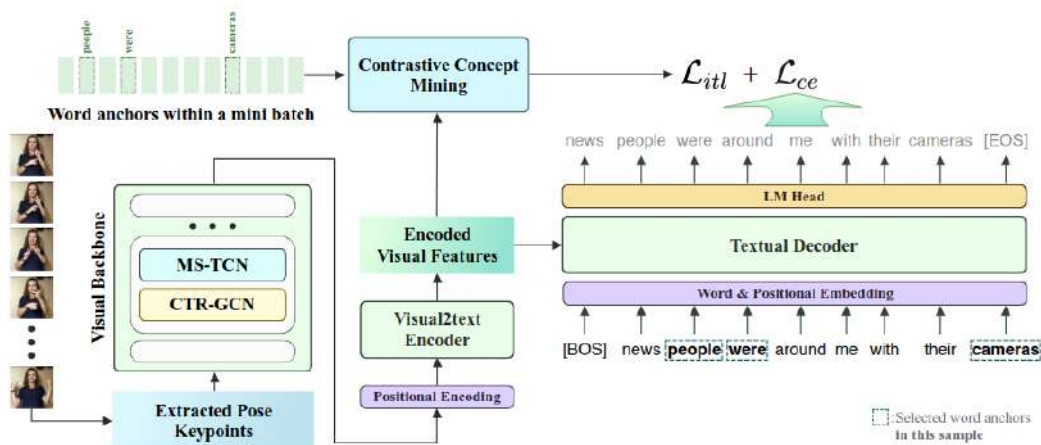 people
were
cameras
Word anchors within a mini batch
Contrastive Concept
Mining
ℒitl + ℒce
news people were around me with their cameras [EOS]
LM Head
Textual Decoder
Word & Positional Embedding
[BOS] news people were around me with their cameras
Encoded
Visual Features
Visual2text
Encoder
Positional Encoding
Visual Backbone
MS-TCN
CTR-GCN
Extracted Pose
Keypoints
:Selected word anchors
in this sample